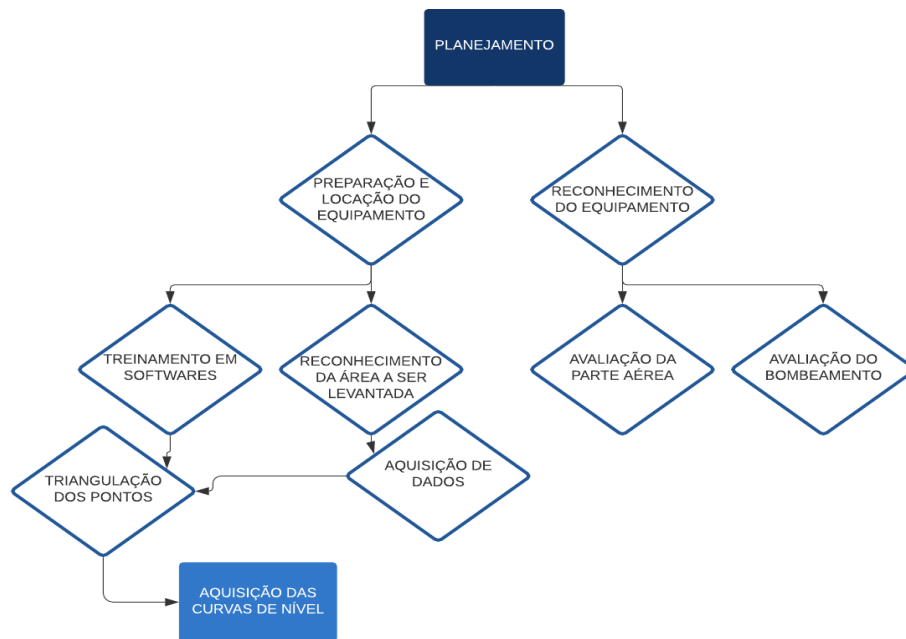 PLANEJAMENTO
PREPARAÇÃO E
LOCAÇÃO DO
EQUIPAMENTO
RECONHECIMENTO
DO EQUIPAMENTO
TREINAMENTO EM
SOFTWARES
RECONHECIMENTO
DA ÁREA A SER
LEVANTADA
AVALIAÇÃO DA
PARTE AÉREA
AVALIAÇÃO DO
BOMBEAMENTO
TRIANGULAÇÃO
DOS PONTOS
AQUISIÇÃO DE
DADOS
AQUISIÇÃO DAS
CURVAS DE NÍVEL